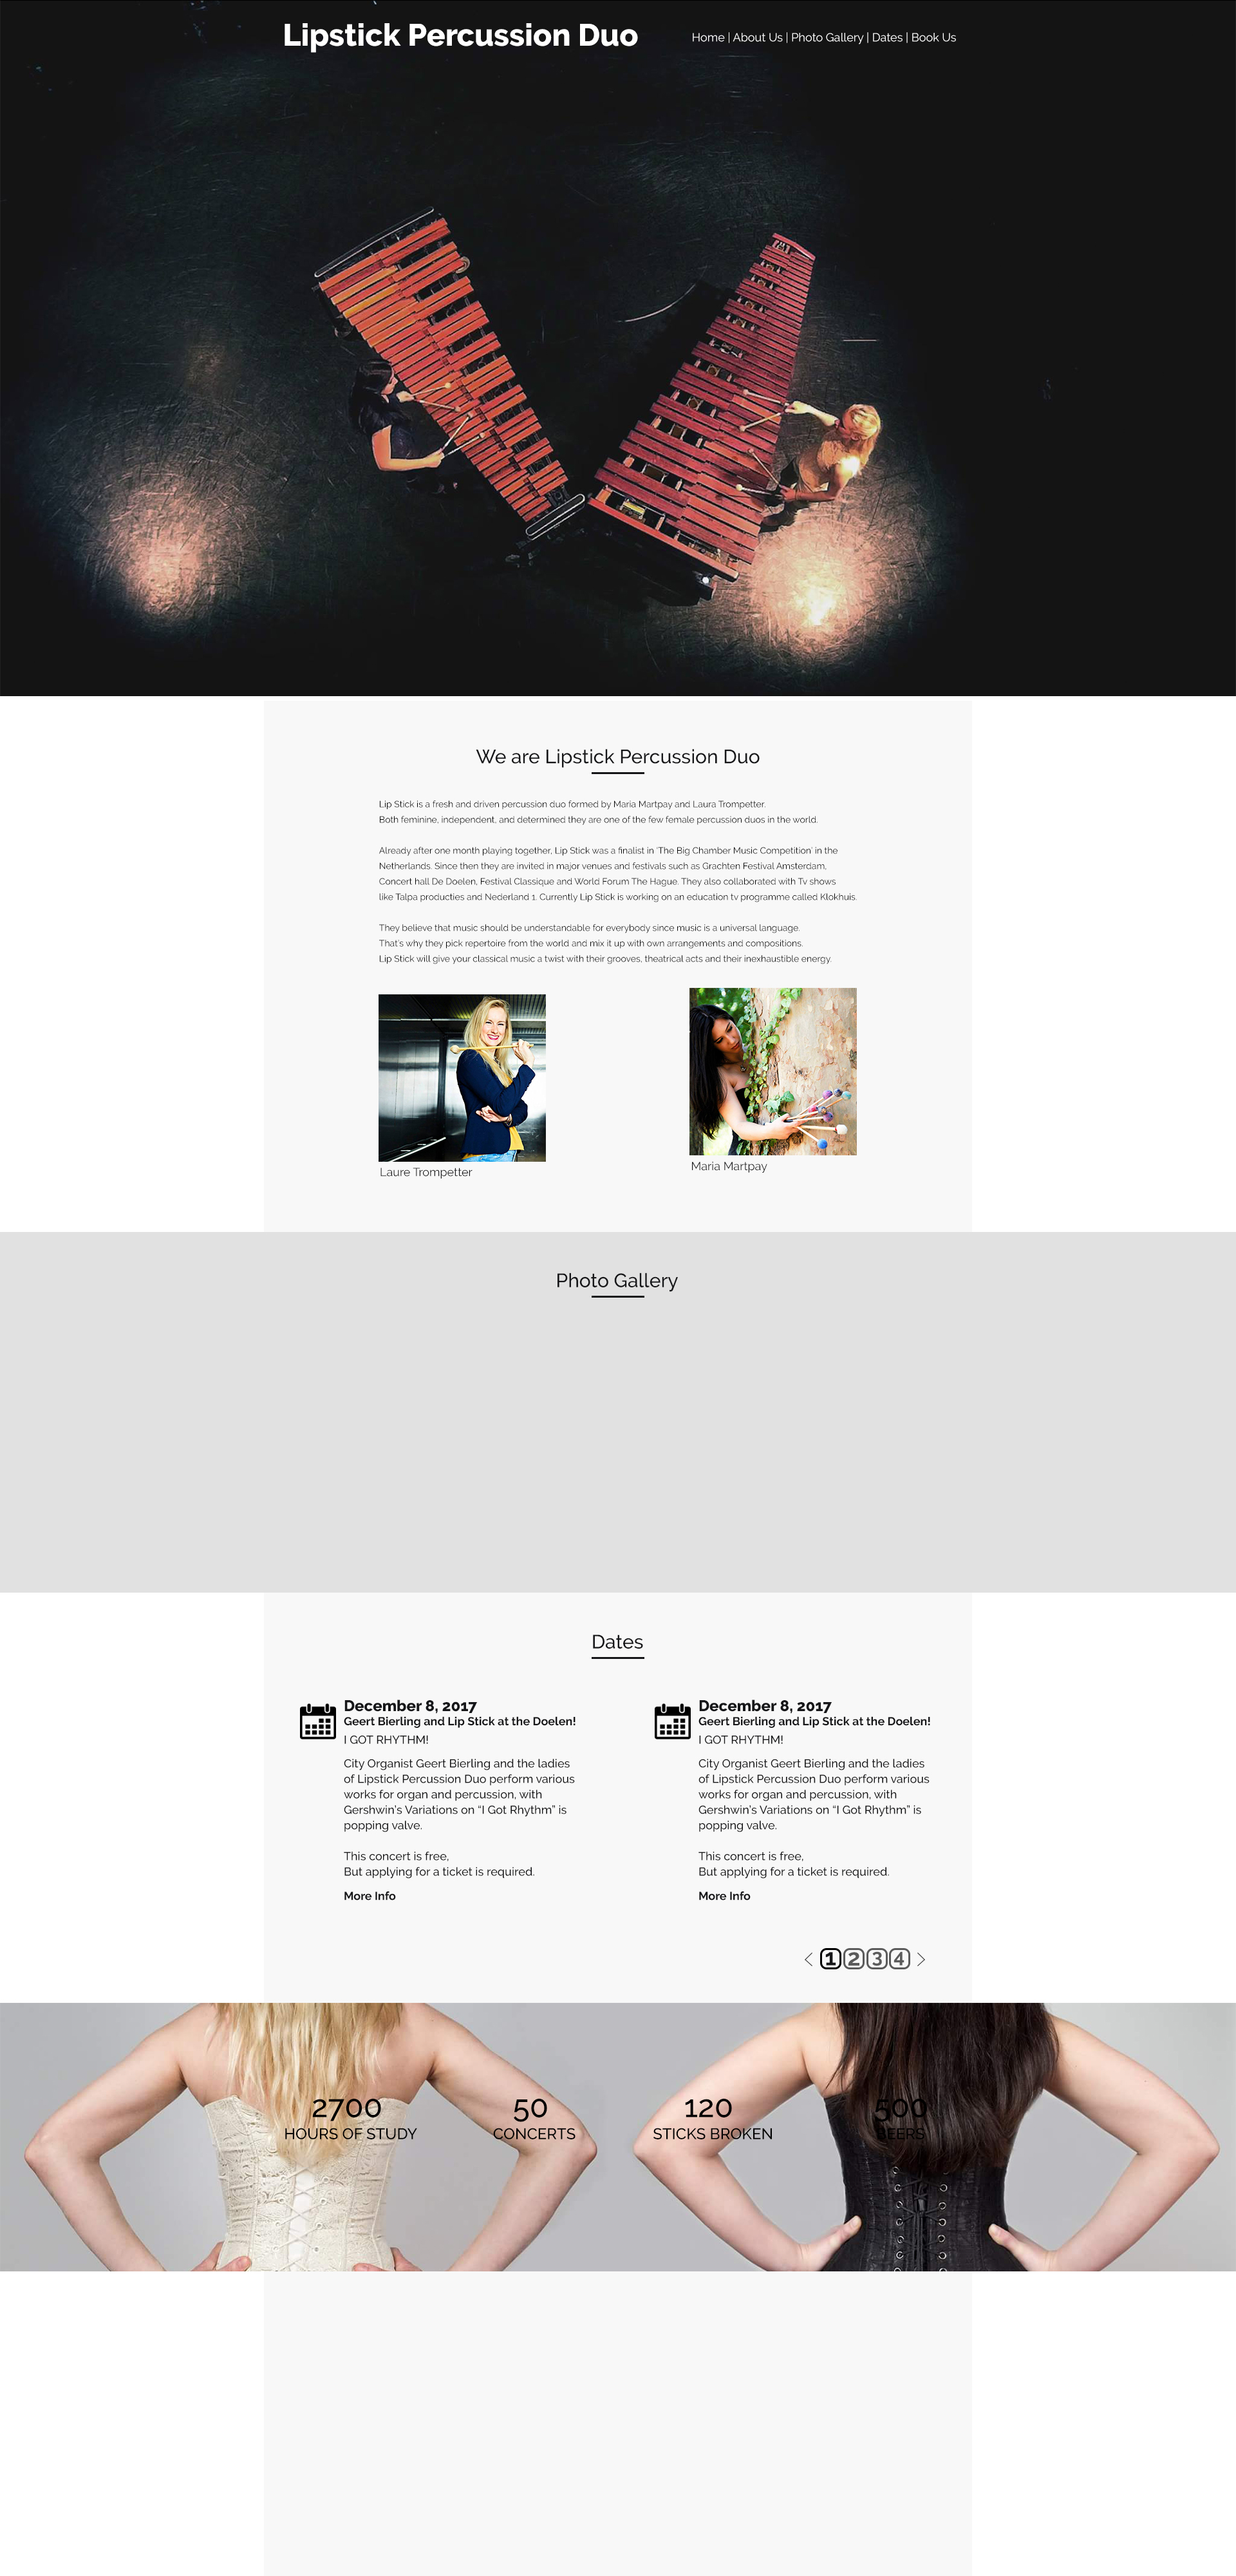 Lipstick Percussion Duo
Home | About Us | Photo Gallery | Dates | Book Us
We are Lipstick Percussion Duo
Lip Stick is a fresh and driven percussion duo formed by Maria Martpay and Laura Trompetter.
Both feminine, independent, and determined they are one of the few female percussion duos in the world.
Already after one month playing together, Lip Stick was a finalist in 'The Big Chamber Music Competition' in the
Netherlands. Since then they are invited in major venues and festivals such as Grachten Festival Amsterdam,
Concert hall De Doelen, Festival Classique and World Forum The Hague. They also collaborated with Tv shows
like Talpa producties and Nederland 1. Currently Lip Stick is working on an education tv programme called Klokhuis.
They believe that music should be understandable for everybody since music is a universal language.
That's why they pick repertoire from the world and mix it up with own arrangements and compositions.
Lip Stick will give your classical music a twist with their grooves, theatrical acts and their inexhaustible energy.
Laure Trompetter
Maria Martpay
Photo Gallery
Dates
December 8, 2017
Geert Bierling and Lip Stick at the Doelen!
I GOT RHYTHM!
City Organist Geert Bierling and the ladies
of Lipstick Percussion Duo perform various
works for organ and percussion, with
Gershwin's Variations on “I Got Rhythm” is
popping valve.
This concert is free,
But applying for a ticket is required.
More Info
December 8, 2017
Geert Bierling and Lip Stick at the Doelen!
I GOT RHYTHM!
City Organist Geert Bierling and the ladies
of Lipstick Percussion Duo perform various
works for organ and percussion, with
Gershwin's Variations on “I Got Rhythm” is
popping valve.
This concert is free,
But applying for a ticket is required.
More Info
1 2 3 4
2700
HOURS OF STUDY
50
CONCERTS
120
STICKS BROKEN
500
BEERS